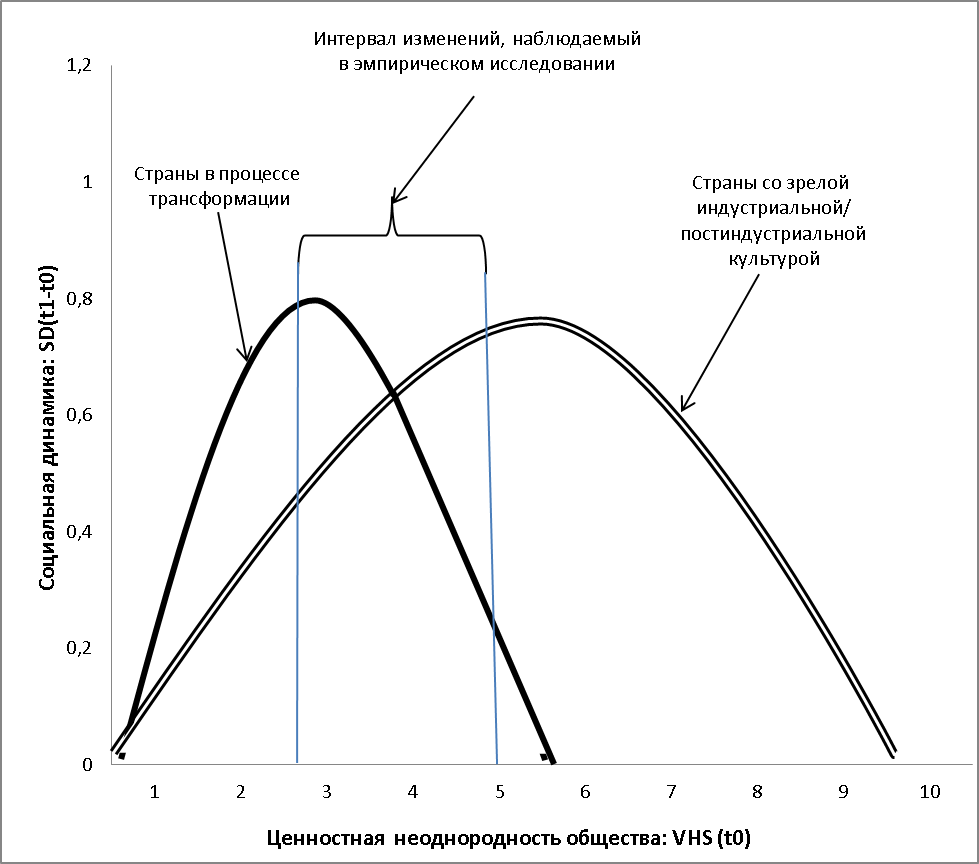 Интервал изменений, наблюдаемый
в эмпирическом исследовании
1,2
1
0,8
0,6
0,4
0,2
0
Страны в процессе
трансформации
Страны со зрелой
индустриальной/
постиндустриальной
культурой
Социальная динамика: SD(t1-t0)
1 2 3 4 5 6 7 8 9 10
Ценностная неоднородность общества: VHS (t0)